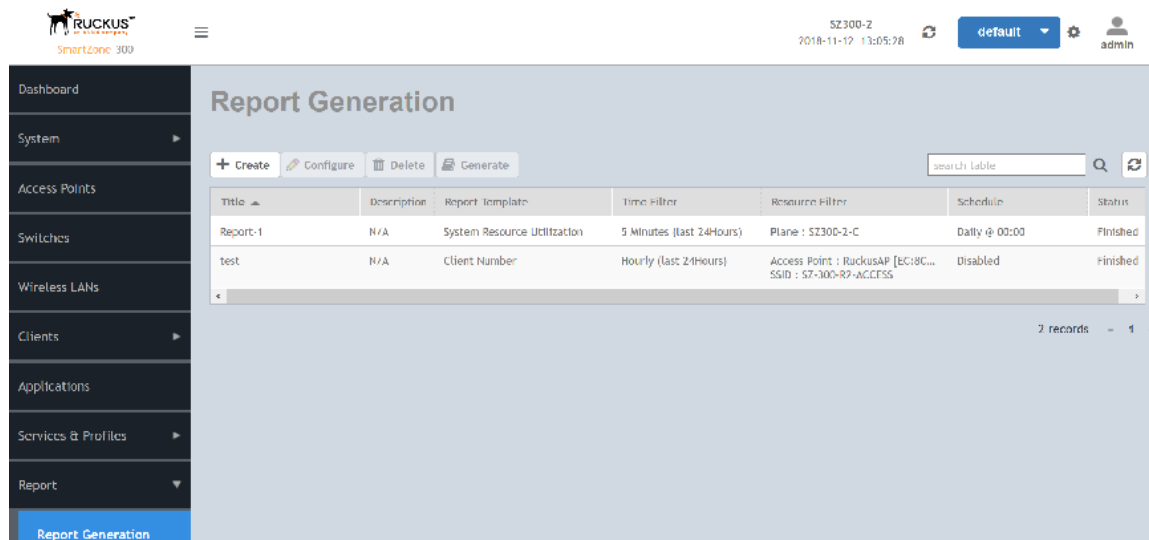 RUCKUS
SmartZone 300
SZ300-2
2018-11-12 13:05:28
default
admin
Dashboard
System
Access Points
Switches
Wireless LANs
Clients
Applications
Services & Profiles
Report
Report Generation
Report Generation
Create Configure Delete Generate
search table
Title Description Report Template Time Filter Resource Filter Schedule Status
Report-1 N/A System Resource Utilization 5 Minutes (last 24Hours) Plane : SZ300-2-C Daily @ 00:00 Finished
test N/A Client Number Hourly (last 24Hours) Access Point : RuckusAP [EC:8C... Disabled Finished
SSID : SZ-300-R2-ACCESS
2 records - 1